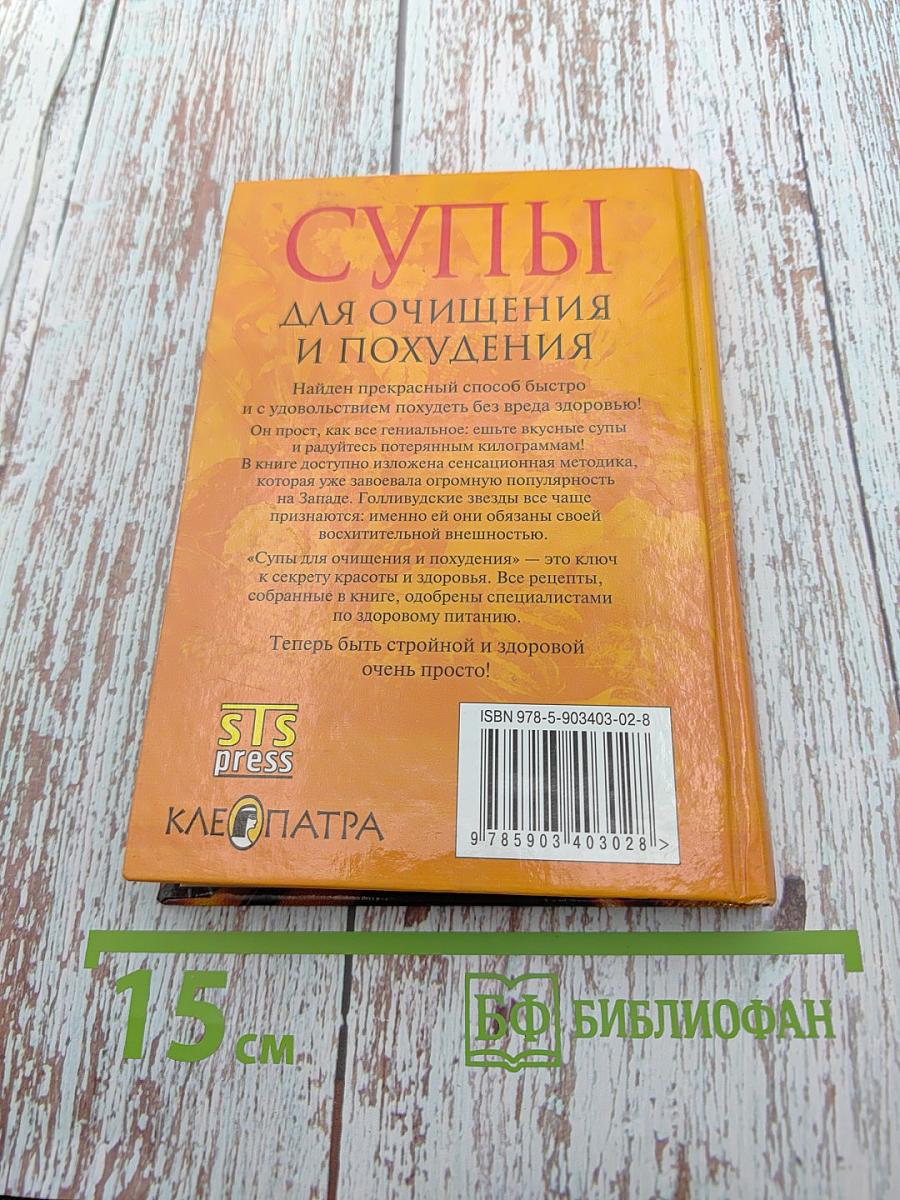 СУПЫ
ДЛЯ ОЧИЩЕНИЯ
И ПОХУДЕНИЯ
Найден прекрасный способ быстро
и с удовольствием похудеть без вреда здоровью!
Он прост, как все гениальное: ешьте вкусные супы
и радуйтесь потерянным килограммам!
В книге доступно изложена сенсационная методика,
которая уже завоевала огромную популярность
на Западе. Голливудские звезды все чаще
признаются: именно ей они обязаны своей
восхитительной внешностью.
«Супы для очищения и похудения» — это ключ
к секрету красоты и здоровья. Все рецепты,
собранные в книге, одобрены специалистами
по здоровому питанию.
Теперь быть стройной и здоровой
очень просто!
sTs
press
КЛЕОПАТРА
ISBN 978-5-903403-02-8
9 785903 403028 >
15 см
БФ БИБЛИОФАН